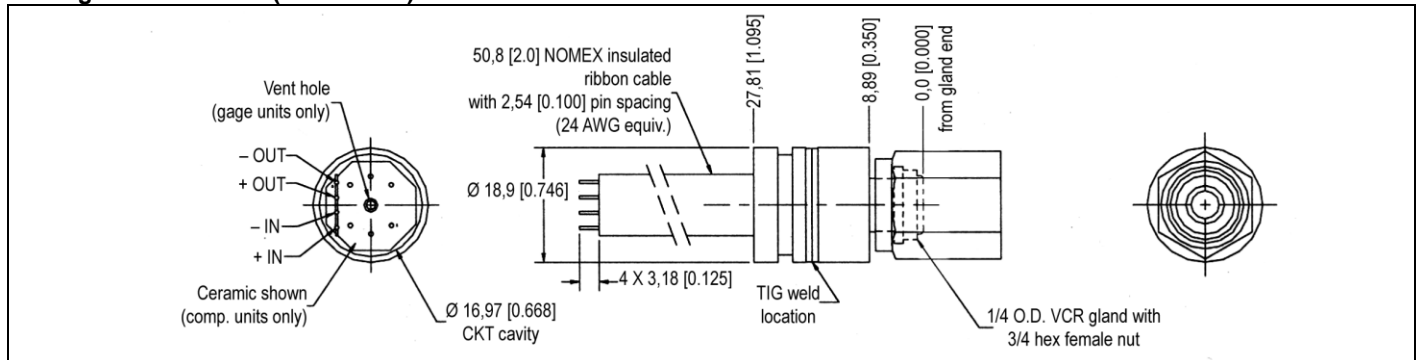 Vent hole
(gage units only)
– OUT
+ OUT
– IN
+ IN
Ceramic shown
(comp. units only)
Ø 16,97 [0.668]
CKT cavity
50,8 [2.0] NOMEX insulated
ribbon cable
with 2,54 [0.100] pin spacing
(24 AWG equiv.)
Ø 18,9 [0.746]
4 X 3,18 [0.125]
27,81 [1.095]
8,89 [0.350]
0,0 [0.000]
from gland end
TIG weld
location
1/4 O.D. VCR gland with
3/4 hex female nut